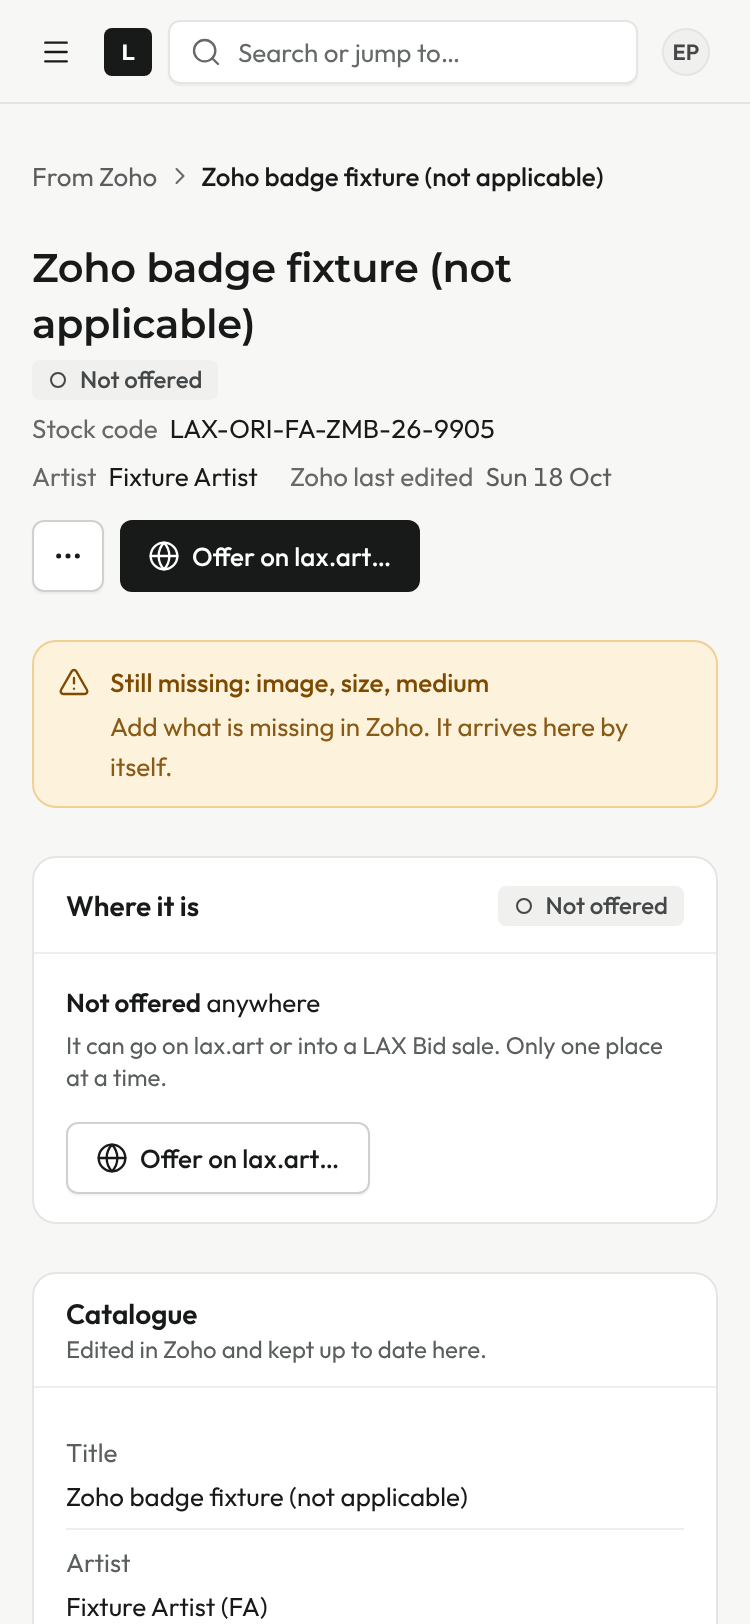 L
Search or jump to...
EP
From Zoho > Zoho badge fixture (not applicable)
Zoho badge fixture (not
applicable)
Not offered
Stock code LAX-ORI-FA-ZMB-26-9905
Artist Fixture Artist Zoho last edited Sun 18 Oct
... Offer on lax.art...
Still missing: image, size, medium
Add what is missing in Zoho. It arrives here by
itself.
Where it is Not offered
Not offered anywhere
It can go on lax.art or into a LAX Bid sale. Only one place
at a time.
Offer on lax.art...
Catalogue
Edited in Zoho and kept up to date here.
Title
Zoho badge fixture (not applicable)
Artist
Fixture Artist (FA)